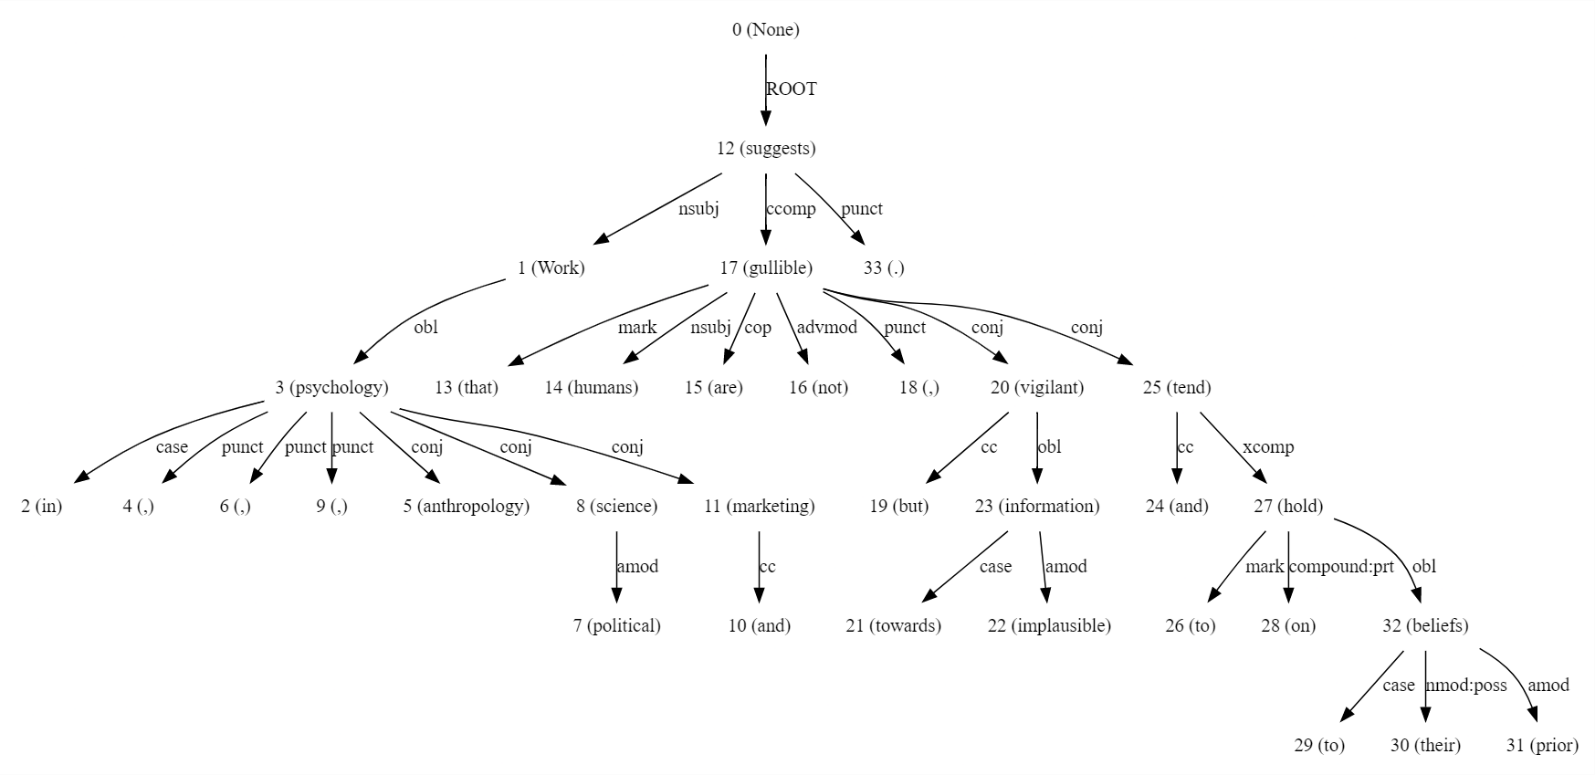 0 (None)
ROOT
12 (suggests)
nsubj ccomp punct
1 (Work) 17 (gullible) 33 (.)
obl mark nsubj cop advmod punct conj conj
3 (psychology) 13 (that) 14 (humans) 15 (are) 16 (not) 18 (,) 20 (vigilant) 25 (tend)
case punct punct punct conj conj conj cc obl cc xcomp
2 (in) 4 (,) 6 (,) 9 (,) 5 (anthropology) 8 (science) 11 (marketing) 19 (but) 23 (information) 24 (and) 27 (hold)
amod cc case amod mark compound:prt obl
7 (political) 10 (and) 21 (towards) 22 (implausible) 26 (to) 28 (on) 32 (beliefs)
case nmod:poss amod
29 (to) 30 (their) 31 (prior)